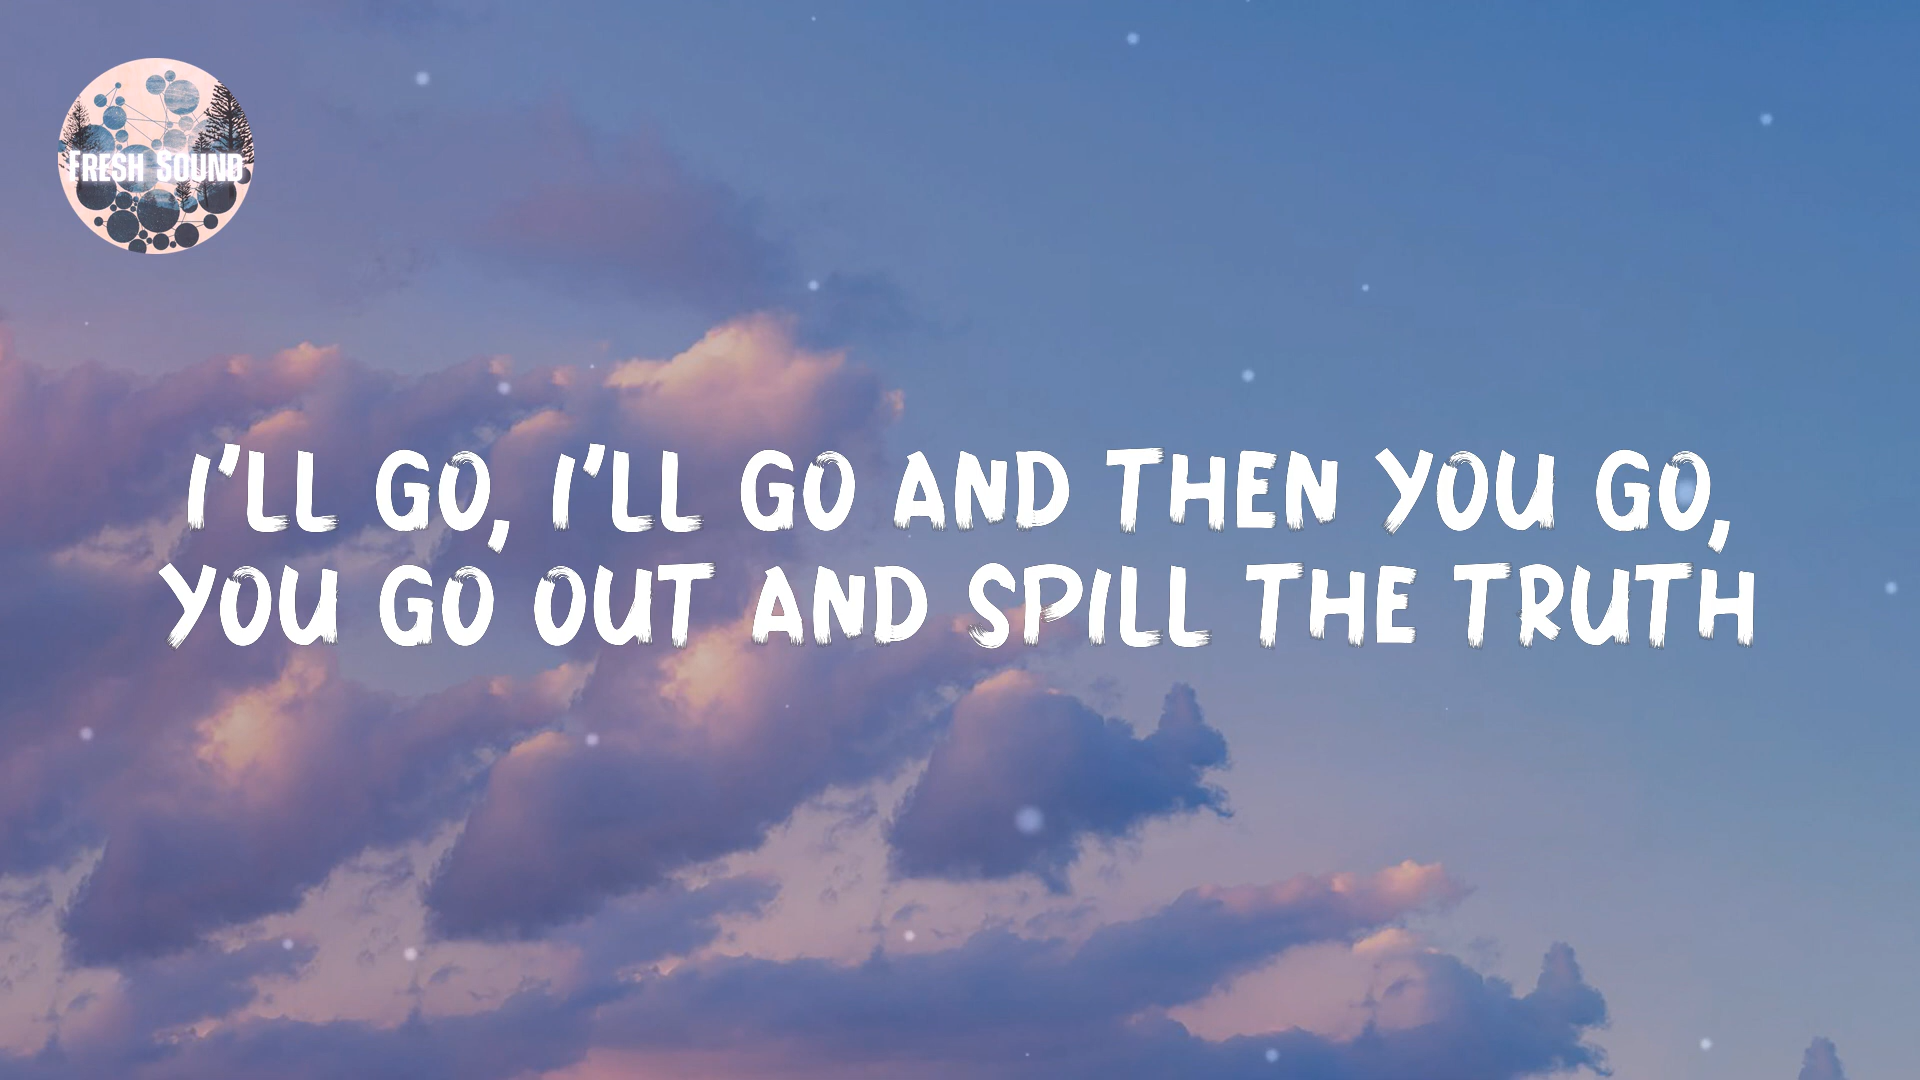 FRESH SOUND
I'LL GO, I'LL GO AND THEN YOU GO,
YOU GO OUT AND SPILL THE TRUTH